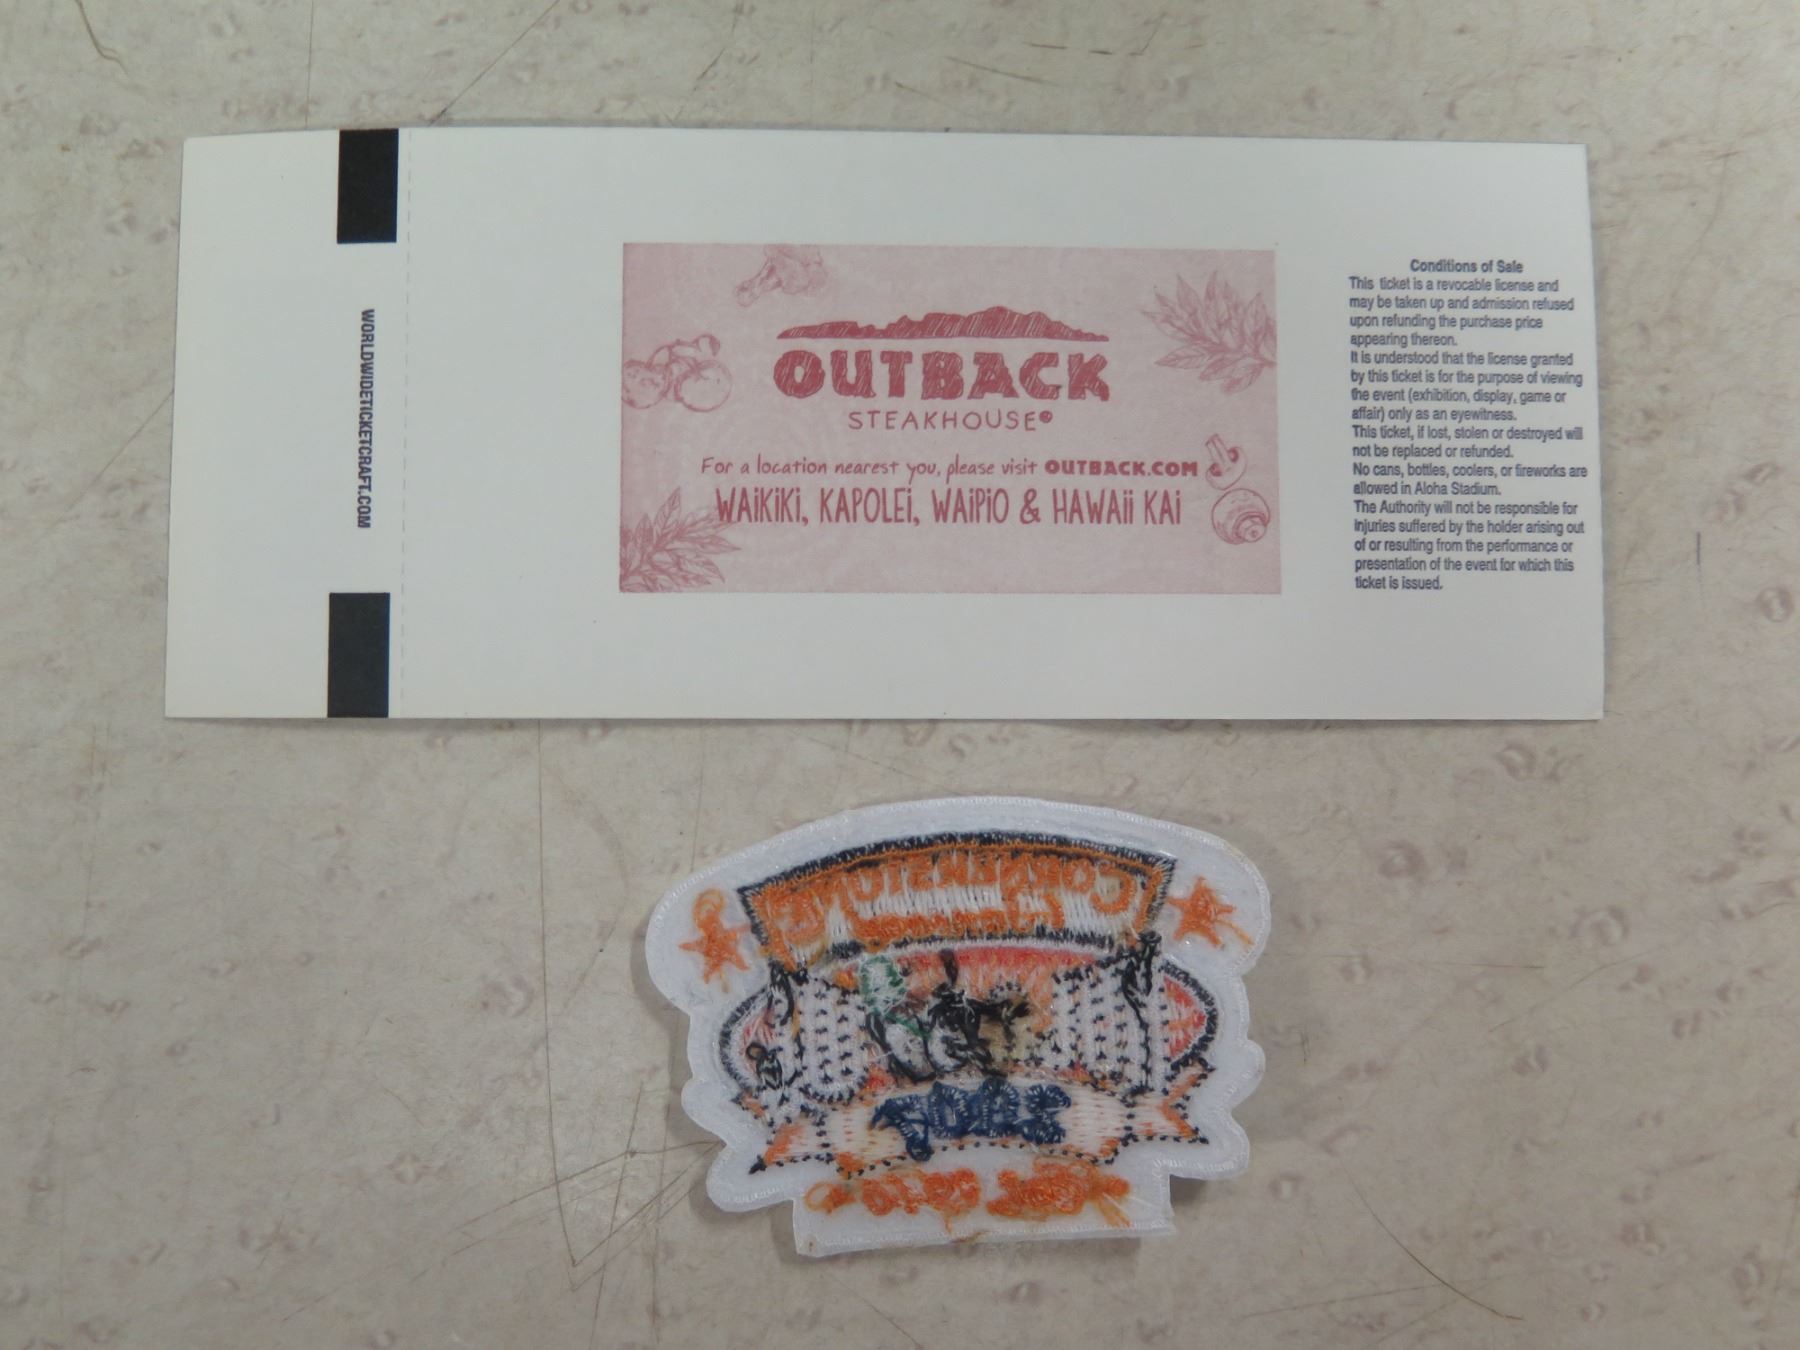 WORLDWIDETICKETCRAFT.COM
OUTBACK
STEAKHOUSE®
For a location nearest you, please visit OUTBACK.COM
WAiKiKi, KAPOLEi, WAiPiO & HAWAii KAi
Conditions of Sale
This ticket is a revocable license and
may be taken up and admission refused
upon refunding the purchase price
appearing thereon.
It is understood that the license granted
by this ticket is for the purpose of viewing
the event (exhibition, display, game or
affair) only as an eyewitness.
This ticket, if lost, stolen or destroyed will
not be replaced or refunded.
No cans, bottles, coolers, or fireworks are
allowed in Aloha Stadium.
The Authority will not be responsible for
injuries suffered by the holder arising out
of or resulting from the performance or
presentation of the event for which this
ticket is issued.